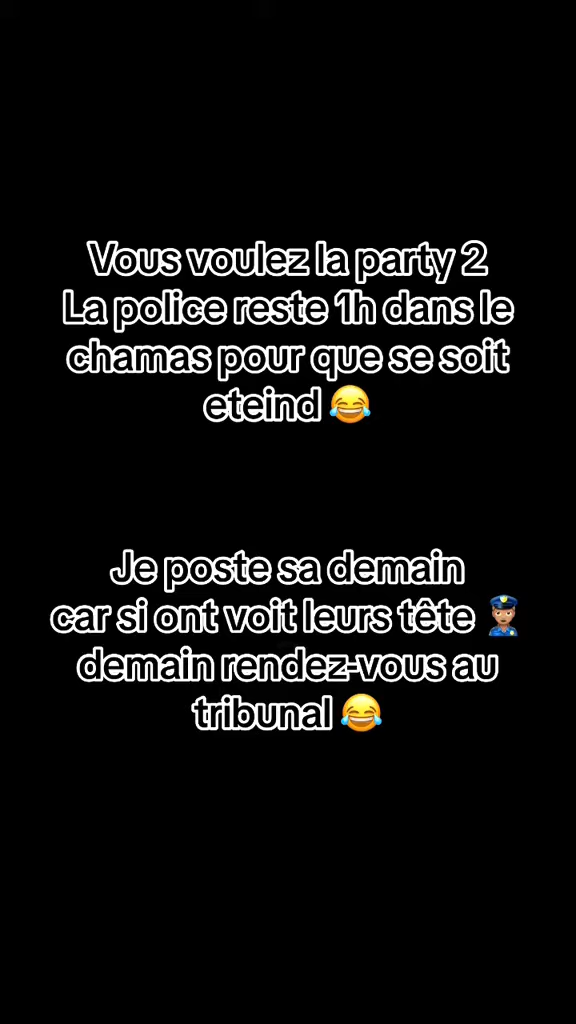 Vous voulez la party 2
La police reste 1h dans le
chamas pour que se soit
eteind 😂
Je poste sa demain
car si ont voit leurs tête 👮🏽
demain rendez-vous au
tribunal 😂